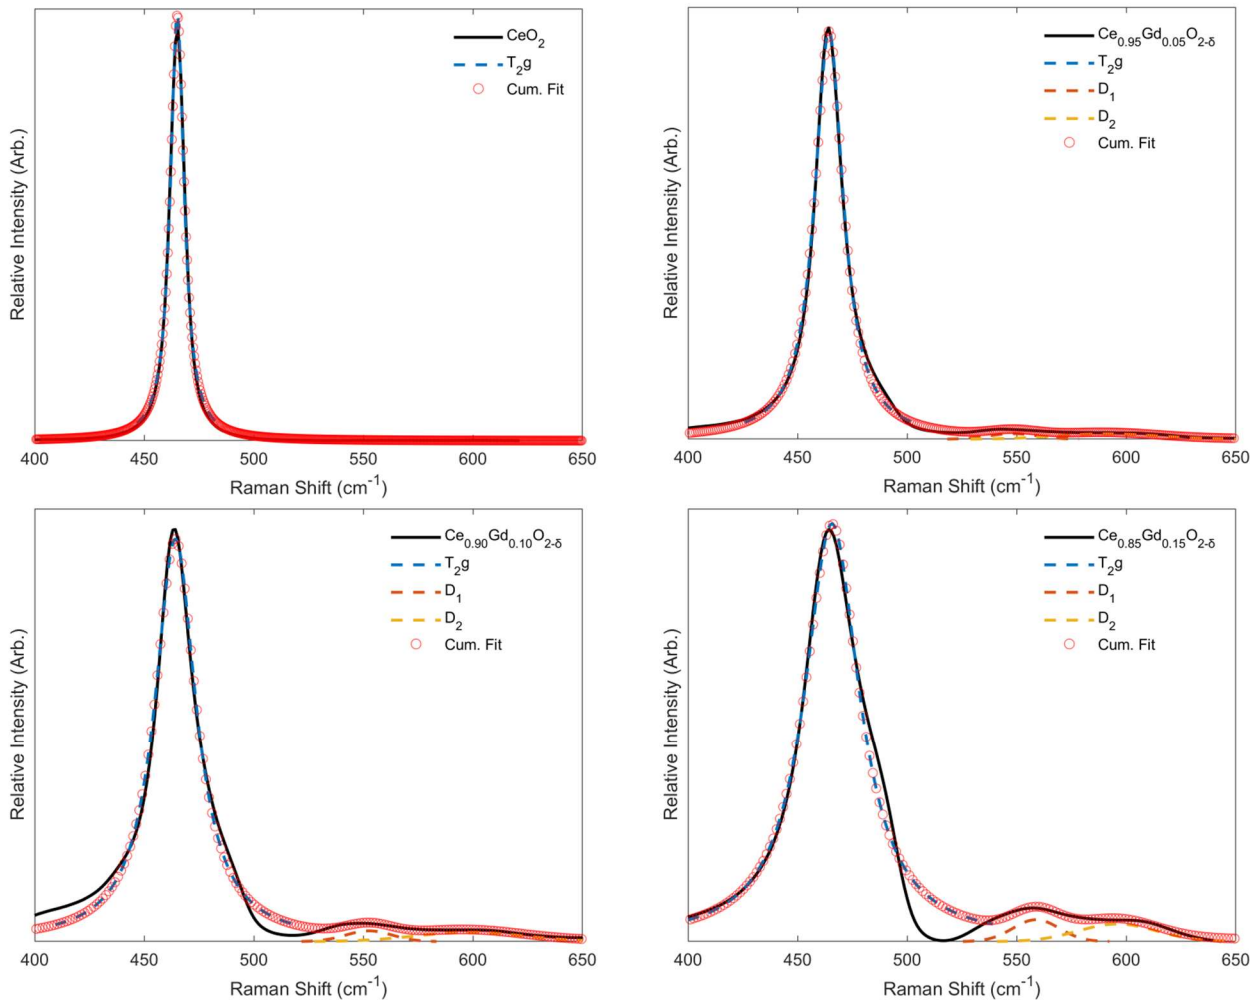 CeO2
T2g
Cum. Fit
Relative Intensity (Arb.)
400 450 500 550 600 650
Raman Shift (cm-1)
Ce0.95Gd0.05O2-δ
T2g
D1
D2
Cum. Fit
Relative Intensity (Arb.)
400 450 500 550 600 650
Raman Shift (cm-1)
Ce0.90Gd0.10O2-δ
T2g
D1
D2
Cum. Fit
Relative Intensity (Arb.)
400 450 500 550 600 650
Raman Shift (cm-1)
Ce0.85Gd0.15O2-δ
T2g
D1
D2
Cum. Fit
Relative Intensity (Arb.)
400 450 500 550 600 650
Raman Shift (cm-1)